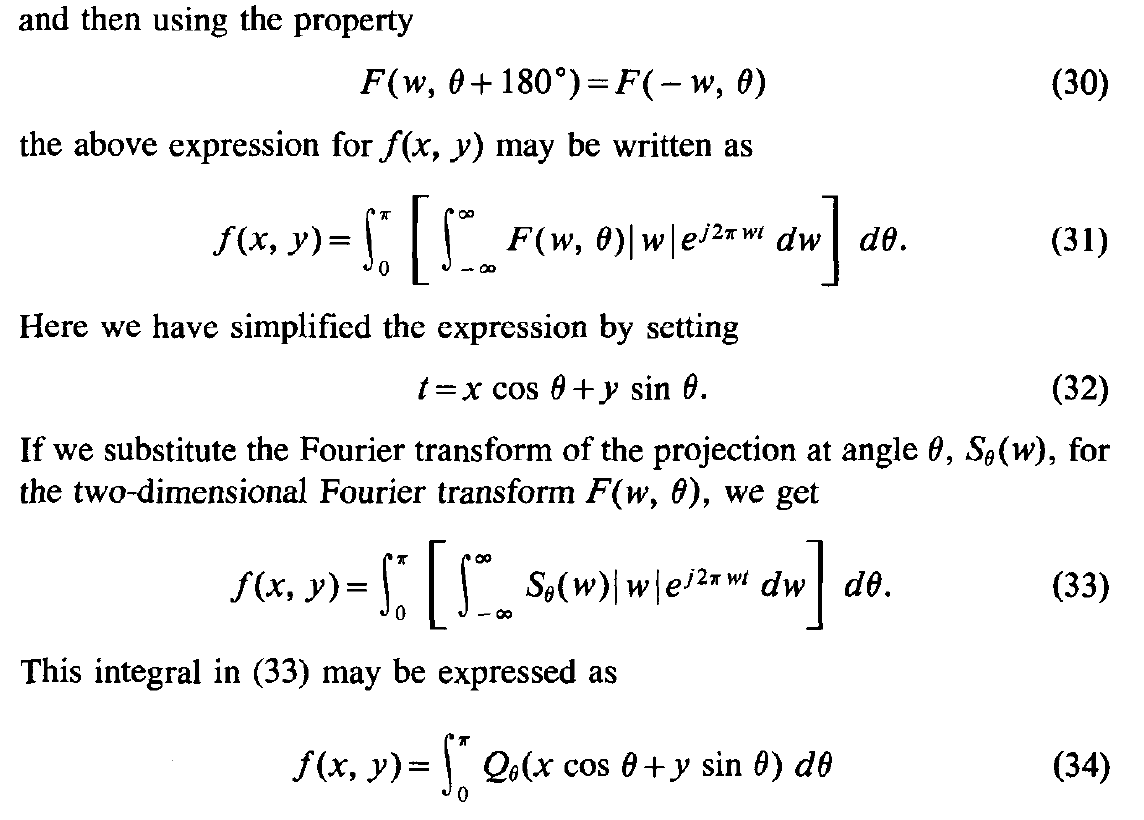 and then using the property
F(w, θ + 180°) = F(− w, θ) (30)
the above expression for f(x, y) may be written as
f(x, y) = ∫₀^π [ ∫_{−∞}^{∞} F(w, θ)| w |e^{j2πwt} dw ] dθ. (31)
Here we have simplified the expression by setting
t = x cos θ + y sin θ. (32)
If we substitute the Fourier transform of the projection at angle θ, S_θ(w), for
the two-dimensional Fourier transform F(w, θ), we get
f(x, y) = ∫₀^π [ ∫_{−∞}^{∞} S_θ(w)| w |e^{j2πwt} dw ] dθ. (33)
This integral in (33) may be expressed as
f(x, y) = ∫₀^π Q_θ(x cos θ + y sin θ) dθ (34)